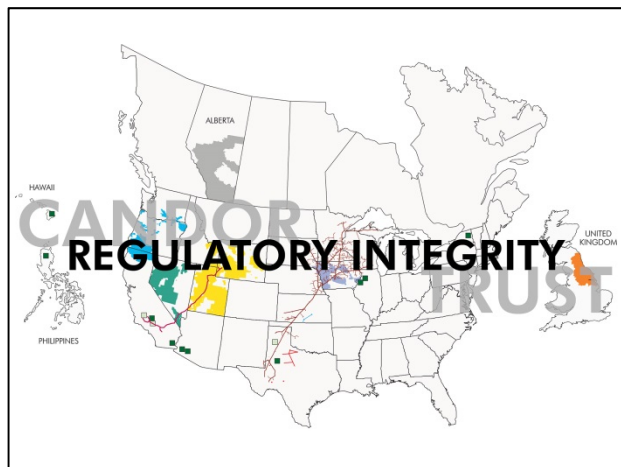 ALBERTA
HAWAII
CANDOR
UNITED
KINGDOM
REGULATORY INTEGRITY
TRUST
PHILIPPINES